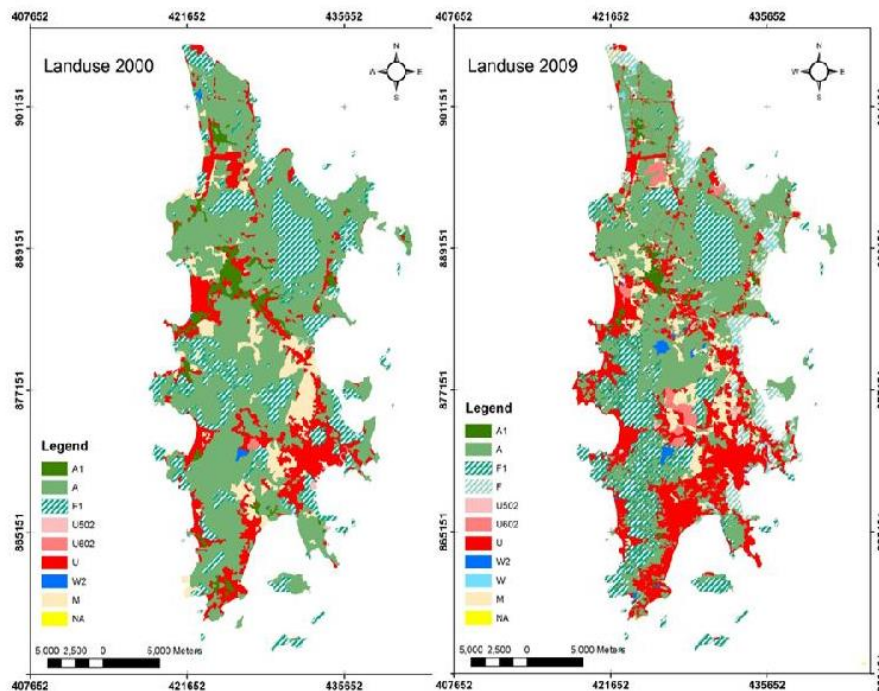 407652 421652 435652
Landuse 2000
N
A E
S
901151
889151
877151
865151
Legend
A1
A
F1
U502
U602
U
W2
M
NA
5,000 2,500 0 5,000 Meters
407652 421652 435652
407652 421652 435652
Landuse 2009
N
W E
S
901151
889151
877151
865151
Legend
A1
A
F1
F
U502
U602
U
W2
W
M
NA
5,000 2,500 0 5,000 Meters
407652 421652 435652